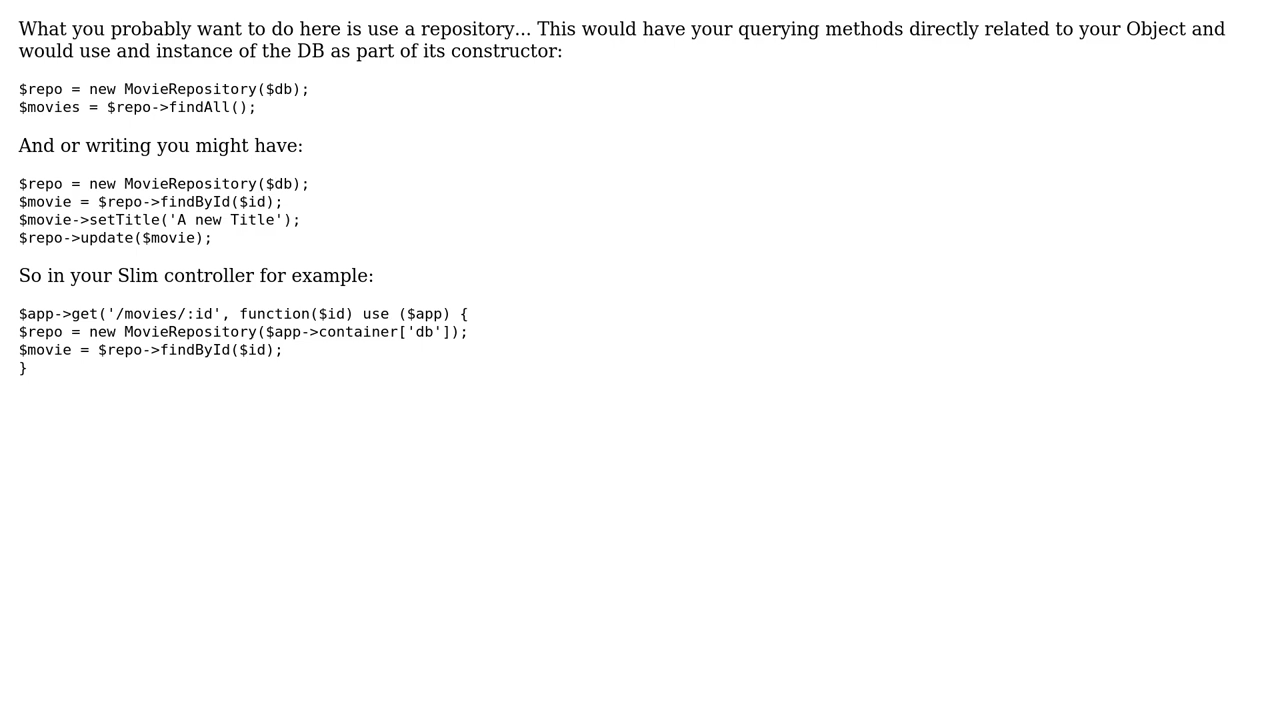 What you probably want to do here is use a repository... This would have your querying methods directly related to your Object and
would use and instance of the DB as part of its constructor:
$repo = new MovieRepository($db);
$movies = $repo->findAll();
And or writing you might have:
$repo = new MovieRepository($db);
$movie = $repo->findById($id);
$movie->setTitle('A new Title');
$repo->update($movie);
So in your Slim controller for example:
$app->get('/movies/:id', function($id) use ($app) {
$repo = new MovieRepository($app->container['db']);
$movie = $repo->findById($id);
}